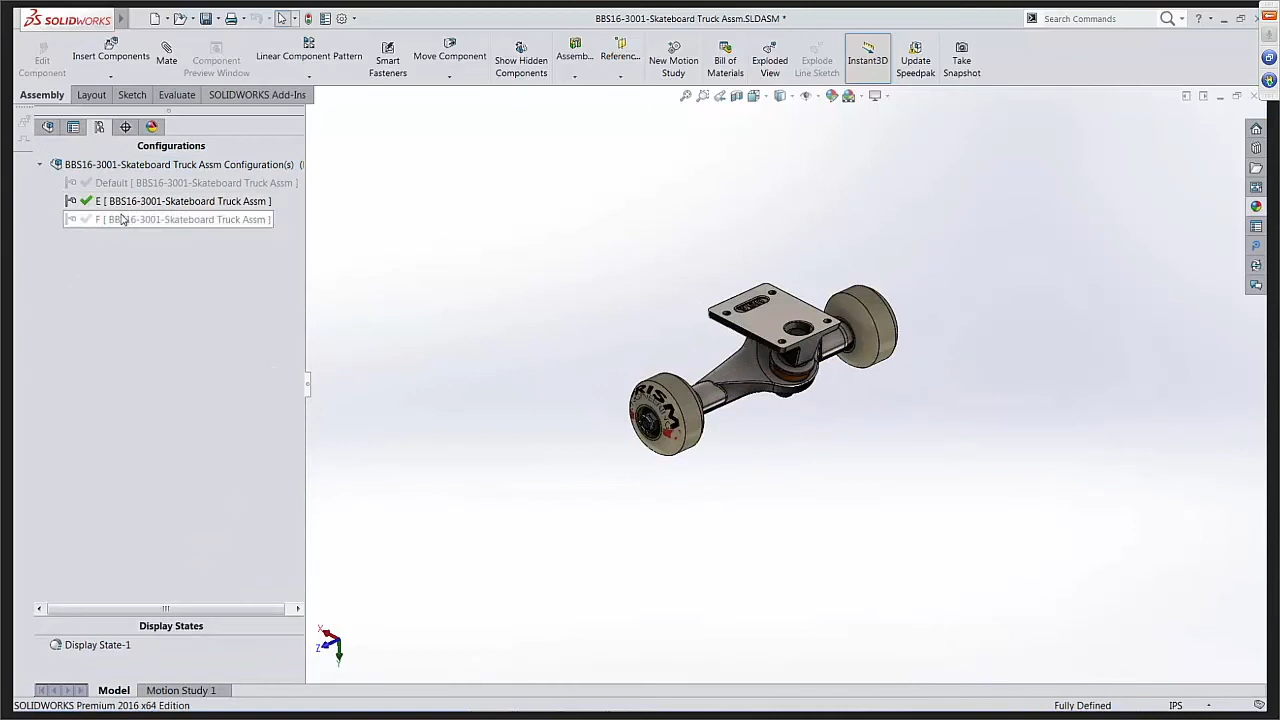 SOLIDWORKS
BBS16-3001-Skateboard Truck Assm.SLDASM *
Search Commands
?
Edit Component
Insert Components
Mate
Component Preview Window
Linear Component Pattern
Smart Fasteners
Move Component
Show Hidden Components
Assemb...
Referenc...
New Motion Study
Bill of Materials
Exploded View
Explode Line Sketch
Instant3D
Update Speedpak
Take Snapshot
Assembly
Layout
Sketch
Evaluate
SOLIDWORKS Add-Ins
Configurations
BBS16-3001-Skateboard Truck Assm Configuration(s) (
Default [ BBS16-3001-Skateboard Truck Assm ]
E [ BBS16-3001-Skateboard Truck Assm ]
F [ BBS16-3001-Skateboard Truck Assm ]
RISM
X
Z
Y
Display States
Display State-1
Model
Motion Study 1
SOLIDWORKS Premium 2016 x64 Edition
Fully Defined
IPS